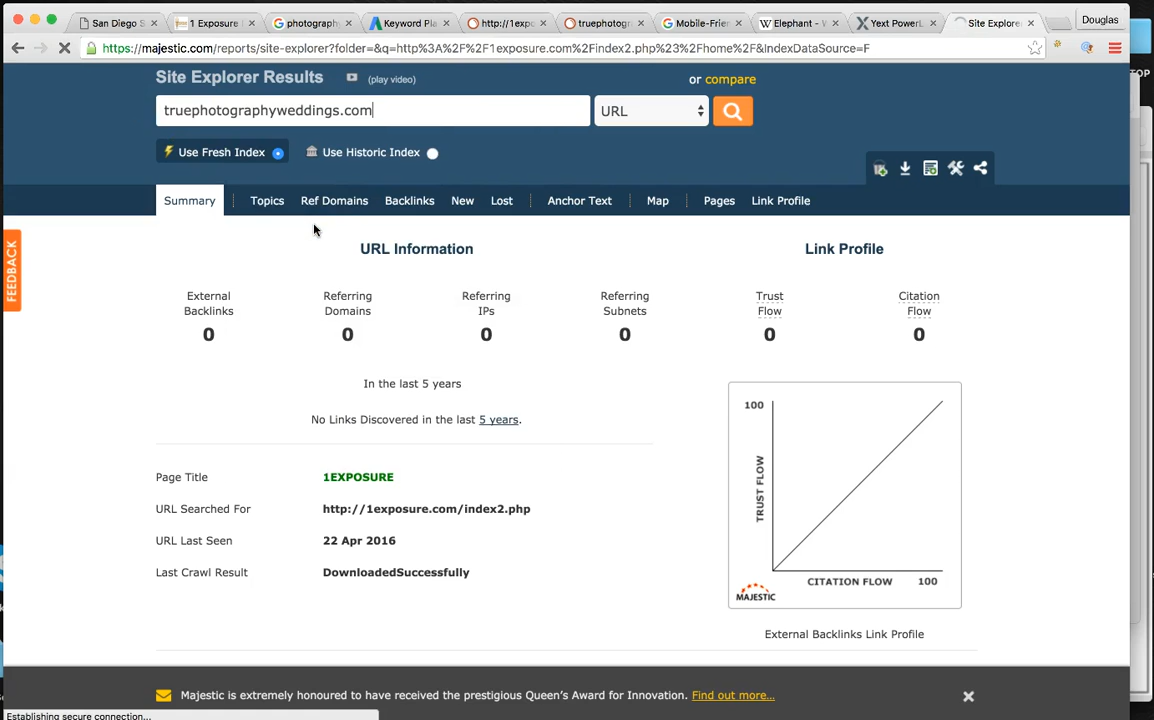 San Diego S
1 Exposure
photograph
Keyword Pla
http://1expo
truephotogra
Mobile-Frie
Elephant - W
Yext PowerL
Site Explorer
Douglas
https://majestic.com/reports/site-explorer?folder=&q=http%3A%2F%2F1exposure.com%2Findex2.php%23%2Fhome%2F&IndexDataSource=F
TOP
Site Explorer Results
(play video)
or compare
truephotographyweddings.com
URL
Use Fresh Index
Use Historic Index
Summary
Topics
Ref Domains
Backlinks
New
Lost
Anchor Text
Map
Pages
Link Profile
FEEDBACK
URL Information
Link Profile
External
Backlinks
0
Referring
Domains
0
Referring
IPs
0
Referring
Subnets
0
Trust
Flow
0
Citation
Flow
0
In the last 5 years
No Links Discovered in the last 5 years.
100
TRUST FLOW
CITATION FLOW 100
MAJESTIC
External Backlinks Link Profile
Page Title 1EXPOSURE
URL Searched For http://1exposure.com/index2.php
URL Last Seen 22 Apr 2016
Last Crawl Result DownloadedSuccessfully
Majestic is extremely honoured to have received the prestigious Queen's Award for Innovation. Find out more...
Establishing secure connection...